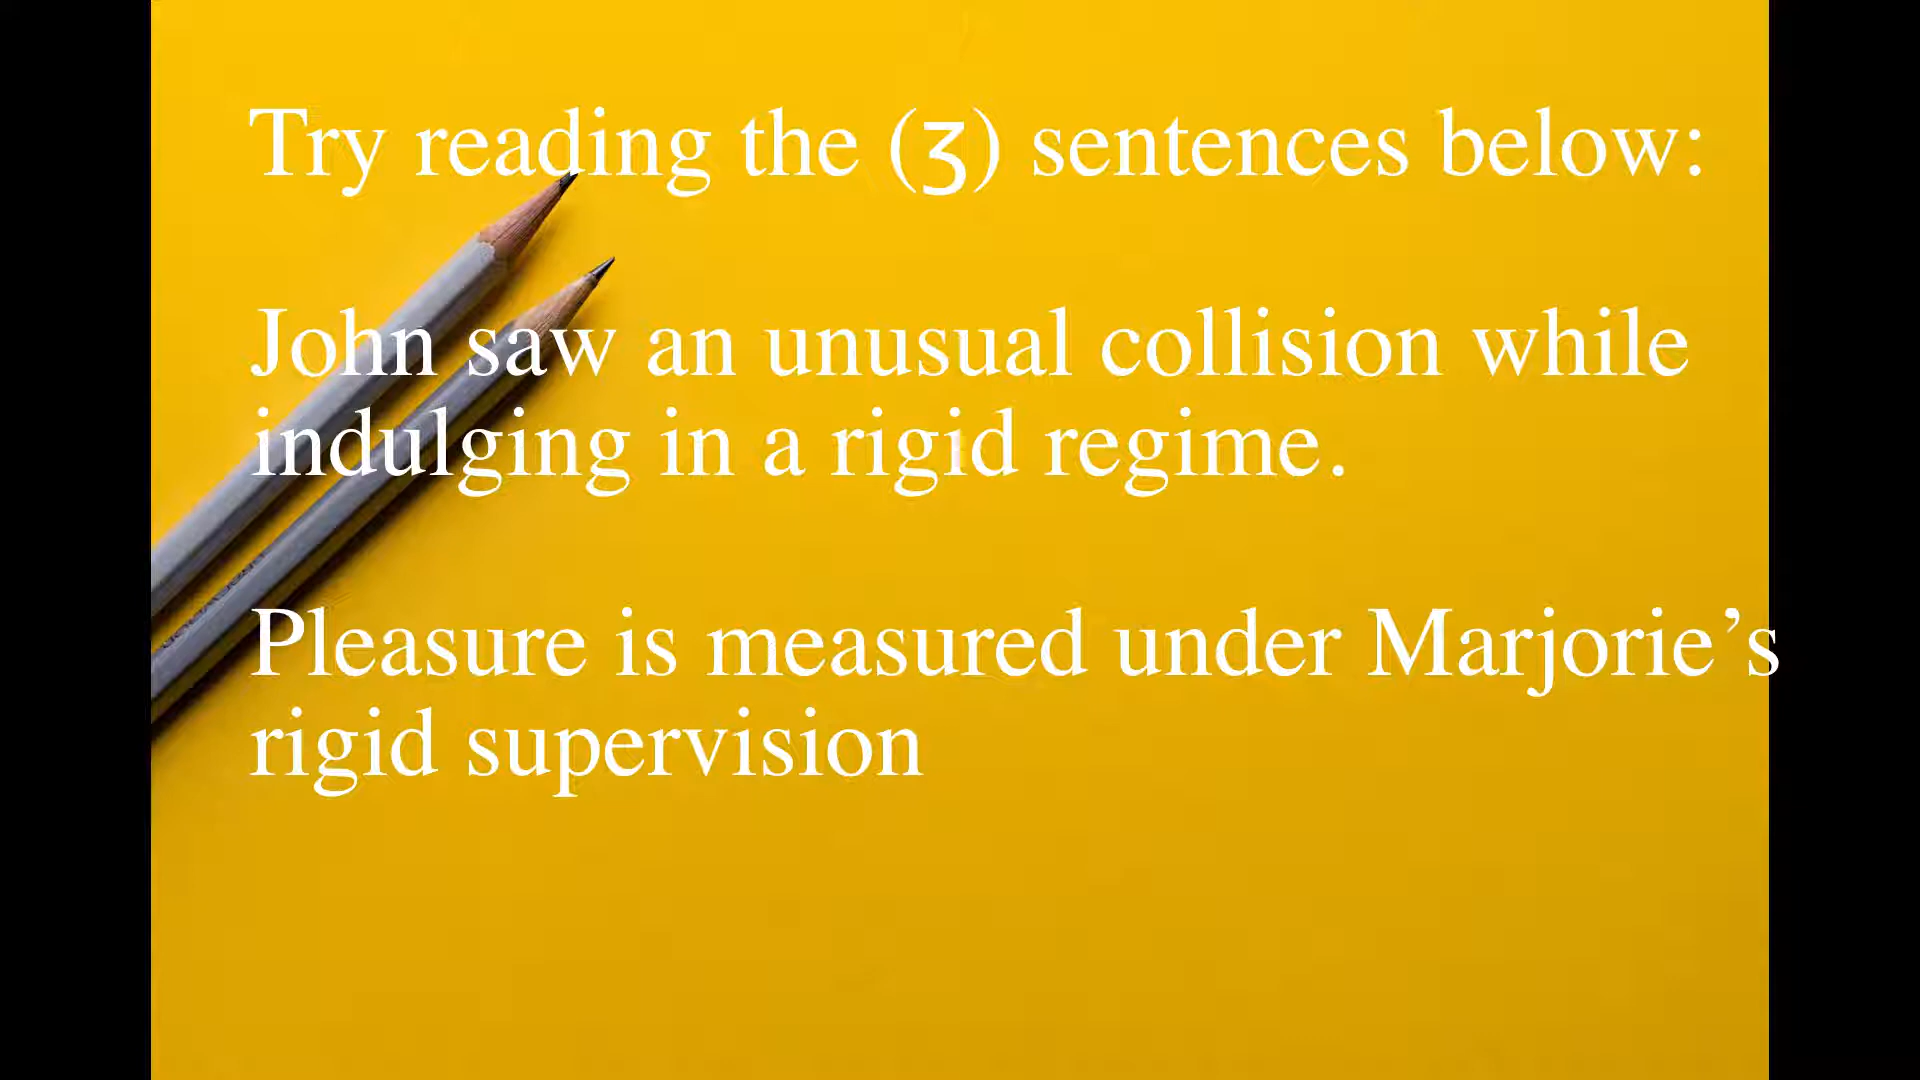 Try reading the (ʒ) sentences below:
John saw an unusual collision while
indulging in a rigid regime.
Pleasure is measured under Marjorie’s
rigid supervision